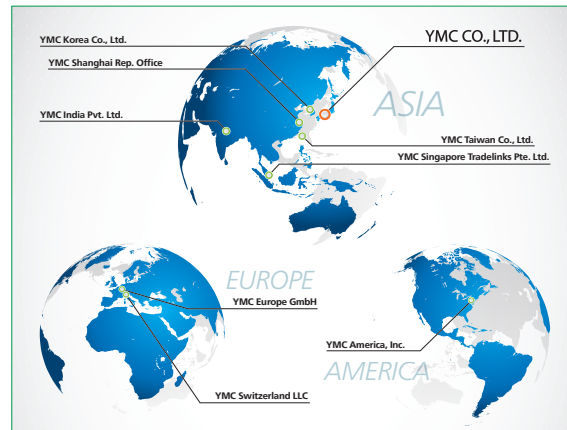 YMC Korea Co., Ltd.
YMC CO., LTD.
YMC Shanghai Rep. Office
ASIA
YMC India Pvt. Ltd.
YMC Taiwan Co., Ltd.
YMC Singapore Tradelinks Pte. Ltd.
EUROPE
YMC Europe GmbH
YMC America, Inc.
AMERICA
YMC Switzerland LLC